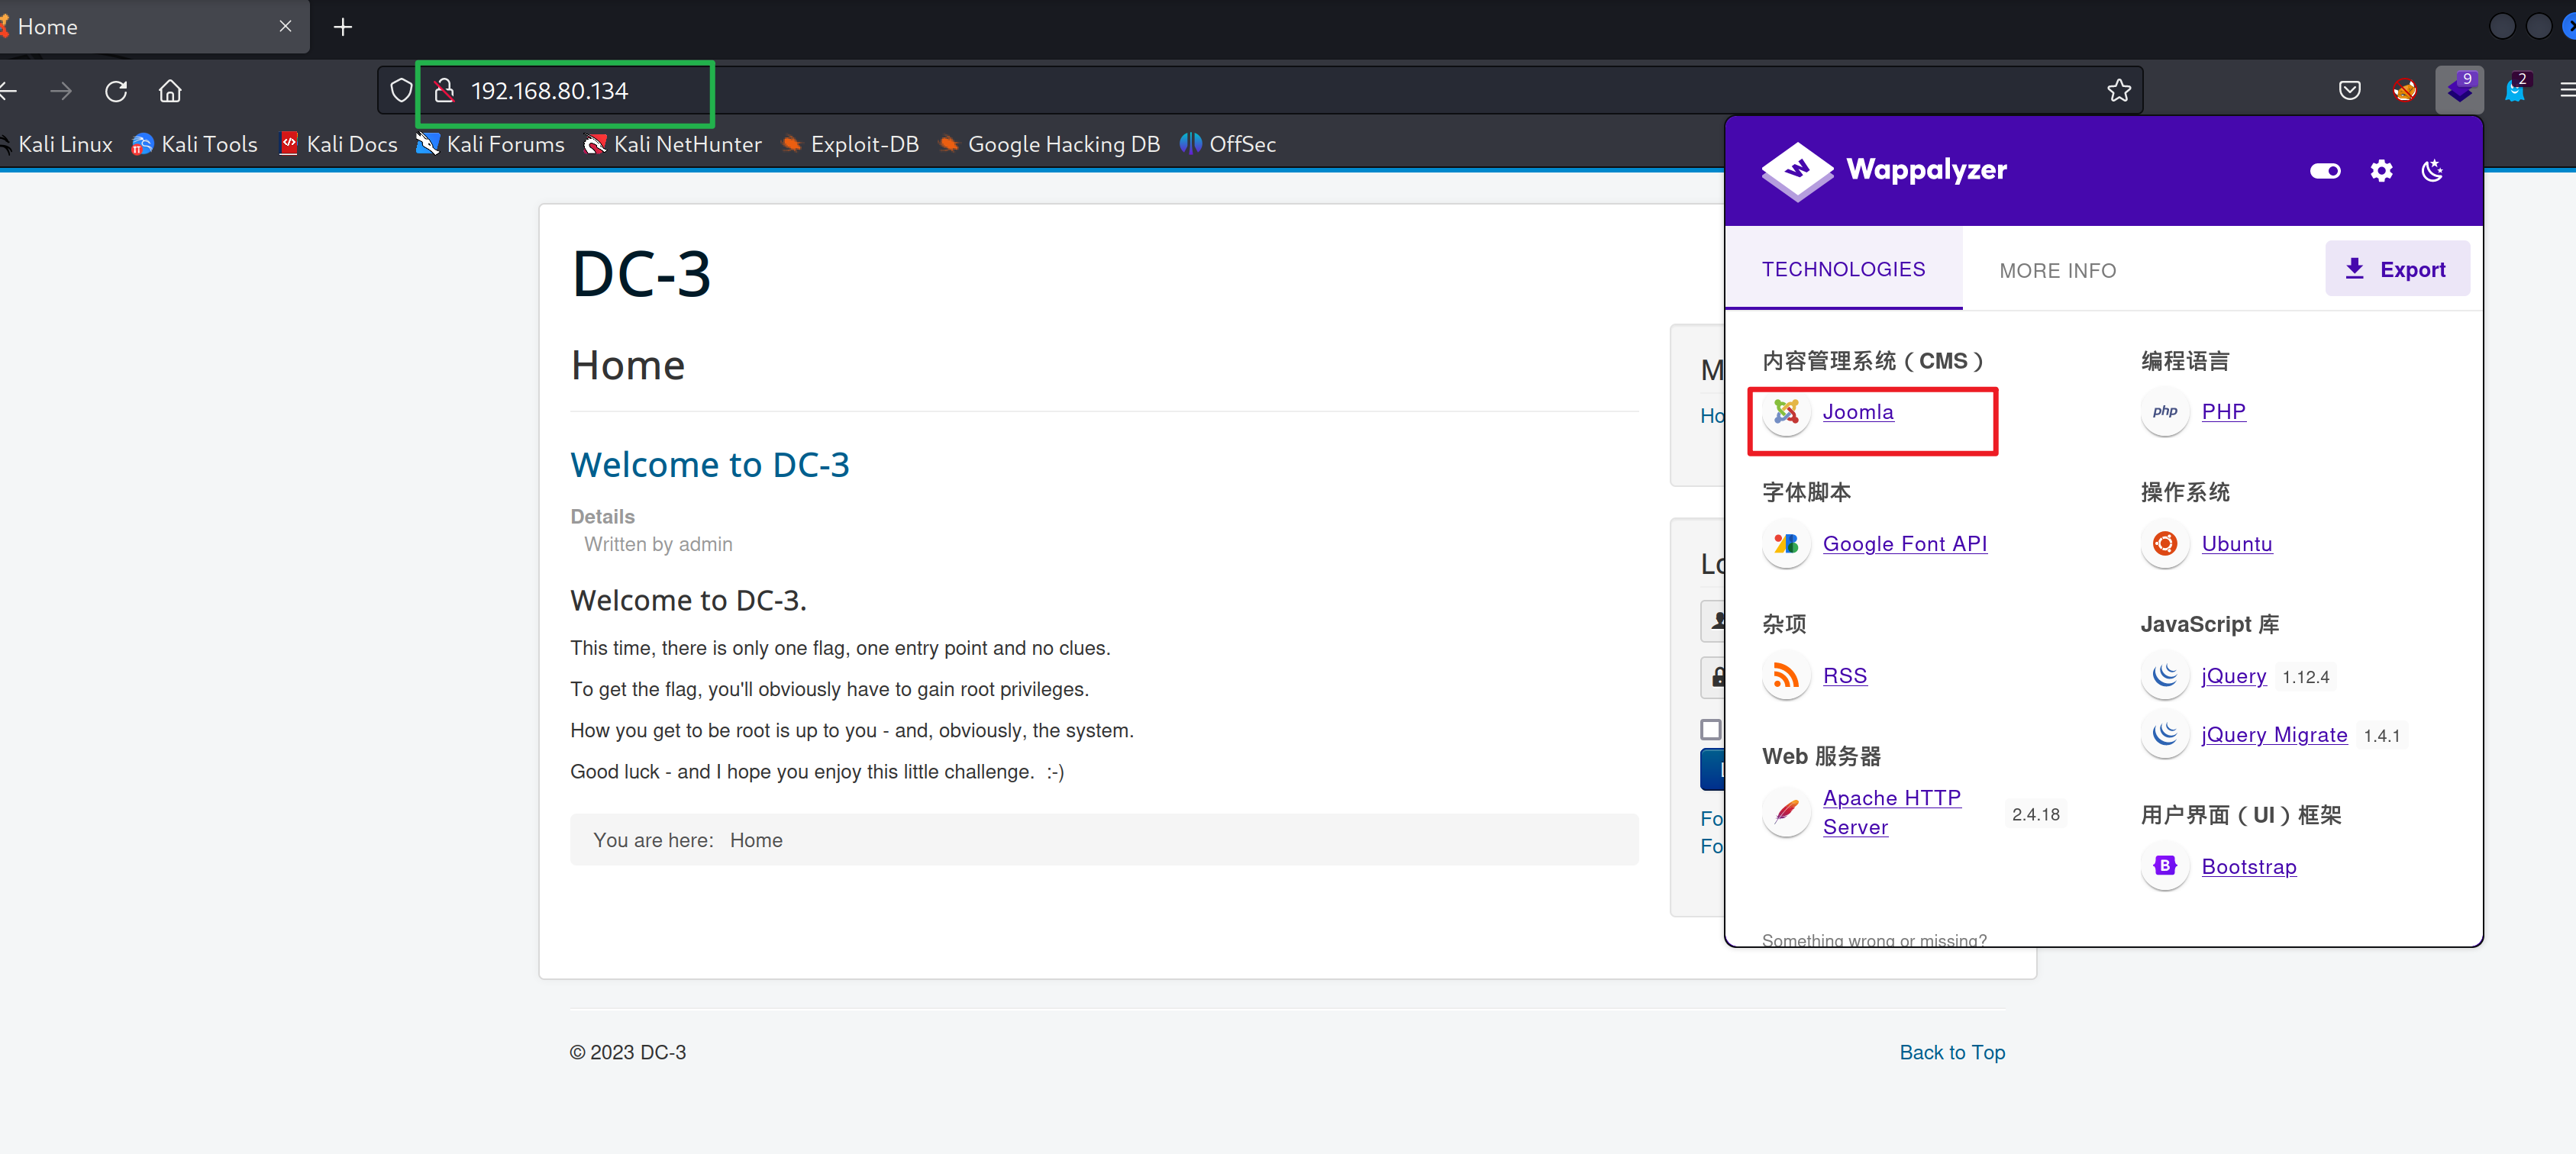 Home
192.168.80.134
9
2
Kali Linux Kali Tools Kali Docs Kali Forums Kali NetHunter Exploit-DB Google Hacking DB OffSec
DC-3
Home
Welcome to DC-3
Details
Written by admin
Welcome to DC-3.
This time, there is only one flag, one entry point and no clues.
To get the flag, you'll obviously have to gain root privileges.
How you get to be root is up to you - and, obviously, the system.
Good luck - and I hope you enjoy this little challenge. :-)
You are here: Home
M
Ho
Lo
Fo
Fo
Wappalyzer
TECHNOLOGIES
MORE INFO
Export
内容管理系统（CMS）
Joomla
字体脚本
Google Font API
杂项
RSS
Web 服务器
Apache HTTP
Server
2.4.18
编程语言
php PHP
操作系统
Ubuntu
JavaScript 库
jQuery 1.12.4
jQuery Migrate 1.4.1
用户界面（UI）框架
B Bootstrap
Something wrong or missing?
© 2023 DC-3
Back to Top